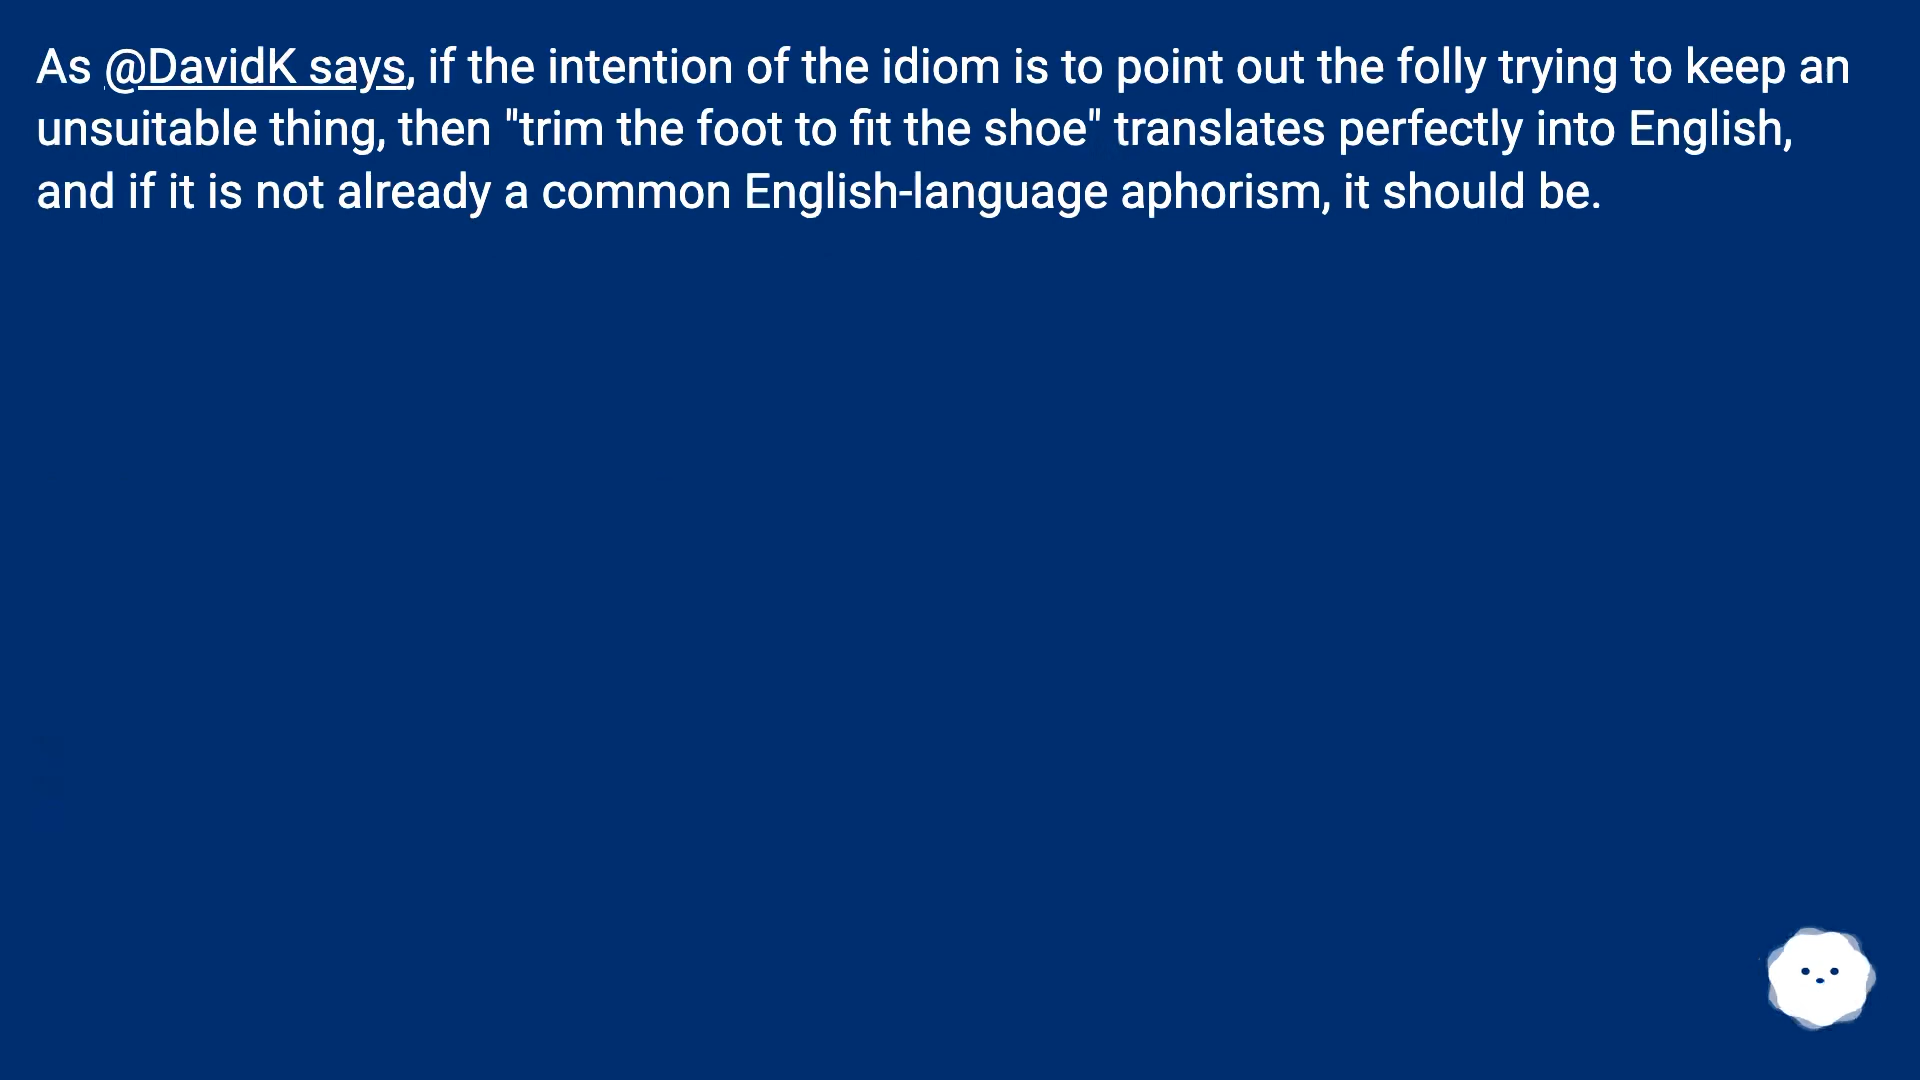 As @DavidK says, if the intention of the idiom is to point out the folly trying to keep an
unsuitable thing, then "trim the foot to fit the shoe" translates perfectly into English,
and if it is not already a common English-language aphorism, it should be.